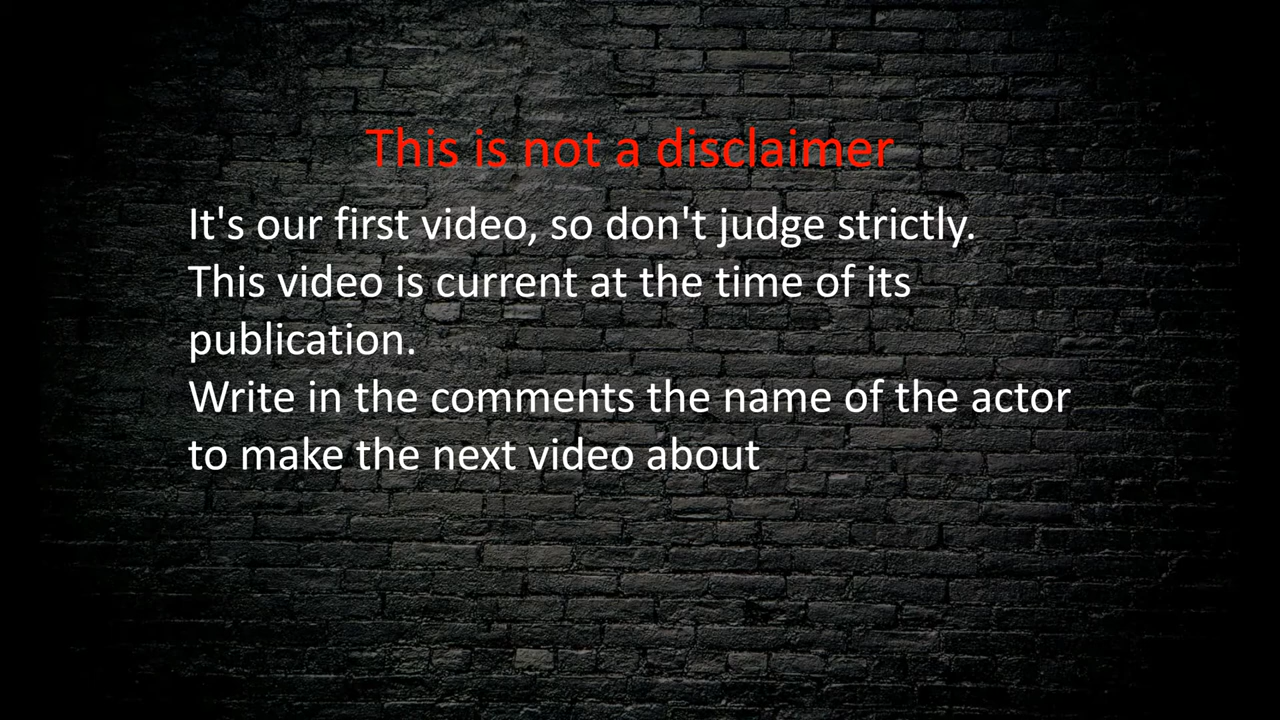 This is not a disclaimer
It's our first video, so don't judge strictly.
This video is current at the time of its
publication.
Write in the comments the name of the actor
to make the next video about